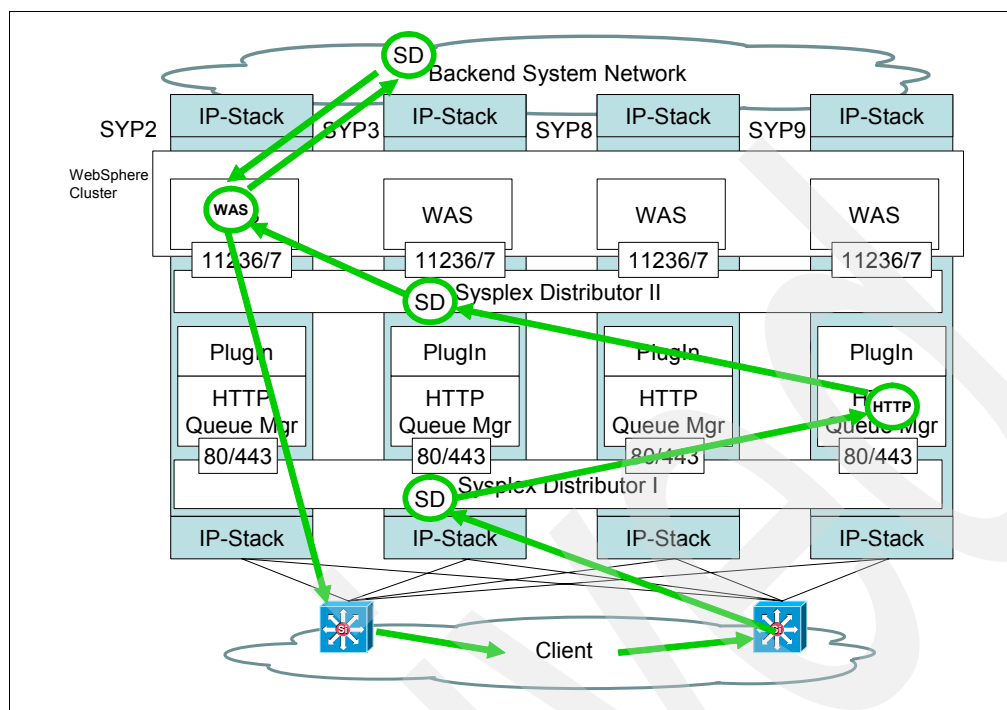 SD
Backend System Network
IP-Stack IP-Stack IP-Stack IP-Stack
SYP2 SYP3 SYP8 SYP9
WebSphere
Cluster
WAS WAS WAS WAS
11236/7 11236/7 11236/7 11236/7
Sysplex Distributor II
SD
PlugIn PlugIn PlugIn PlugIn
HTTP HTTP HTTP HTTP
Queue Mgr Queue Mgr Queue Mgr Queue Mgr
80/443 80/443 80/443 80/443
Sysplex Distributor I
SD
IP-Stack IP-Stack IP-Stack IP-Stack
Si
Client